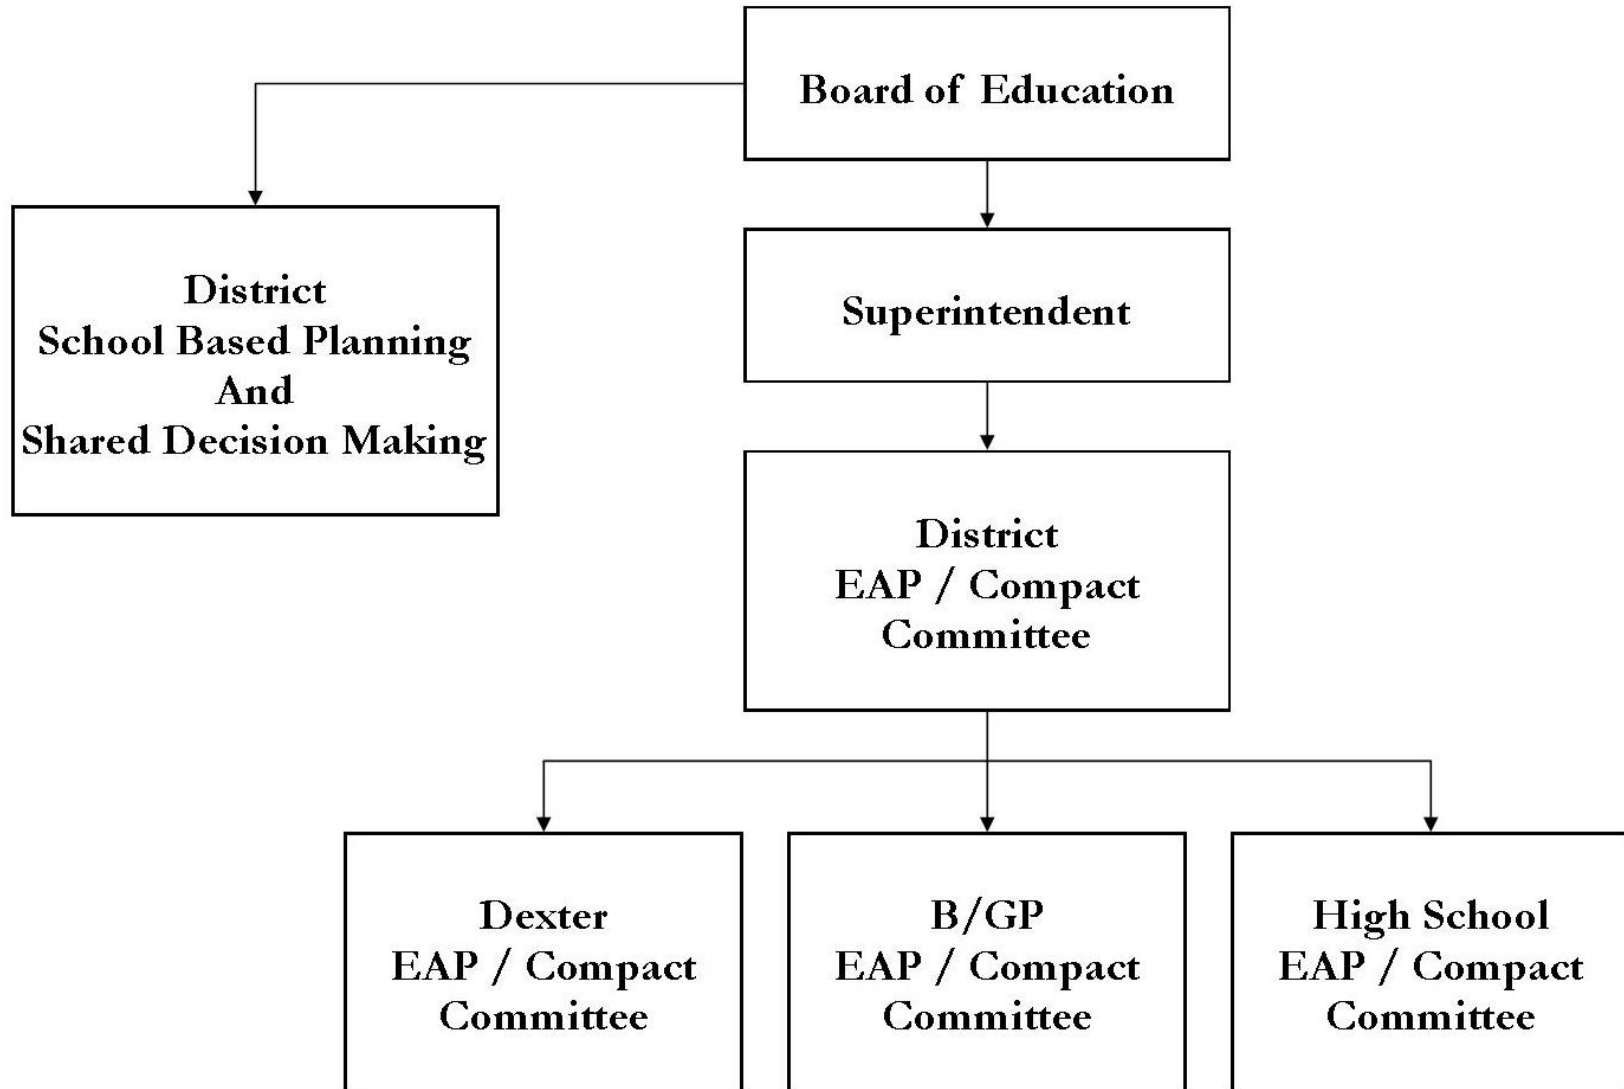 Board of Education
District
School Based Planning
And
Shared Decision Making
Superintendent
District
EAP / Compact
Committee
Dexter
EAP / Compact
Committee
B/GP
EAP / Compact
Committee
High School
EAP / Compact
Committee